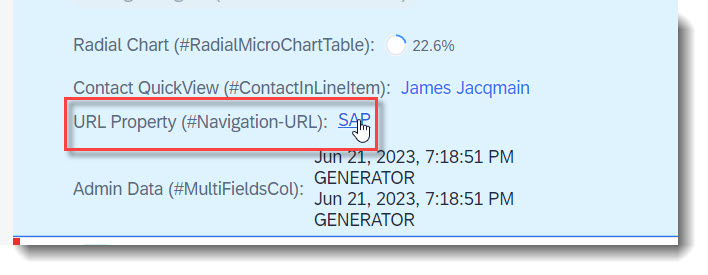 Radial Chart (#RadialMicroChartTable): 22.6%
Contact QuickView (#ContactInLineItem): James Jacqmain
URL Property (#Navigation-URL): SAP
Jun 21, 2023, 7:18:51 PM
GENERATOR
Admin Data (#MultiFieldsCol):
Jun 21, 2023, 7:18:51 PM
GENERATOR